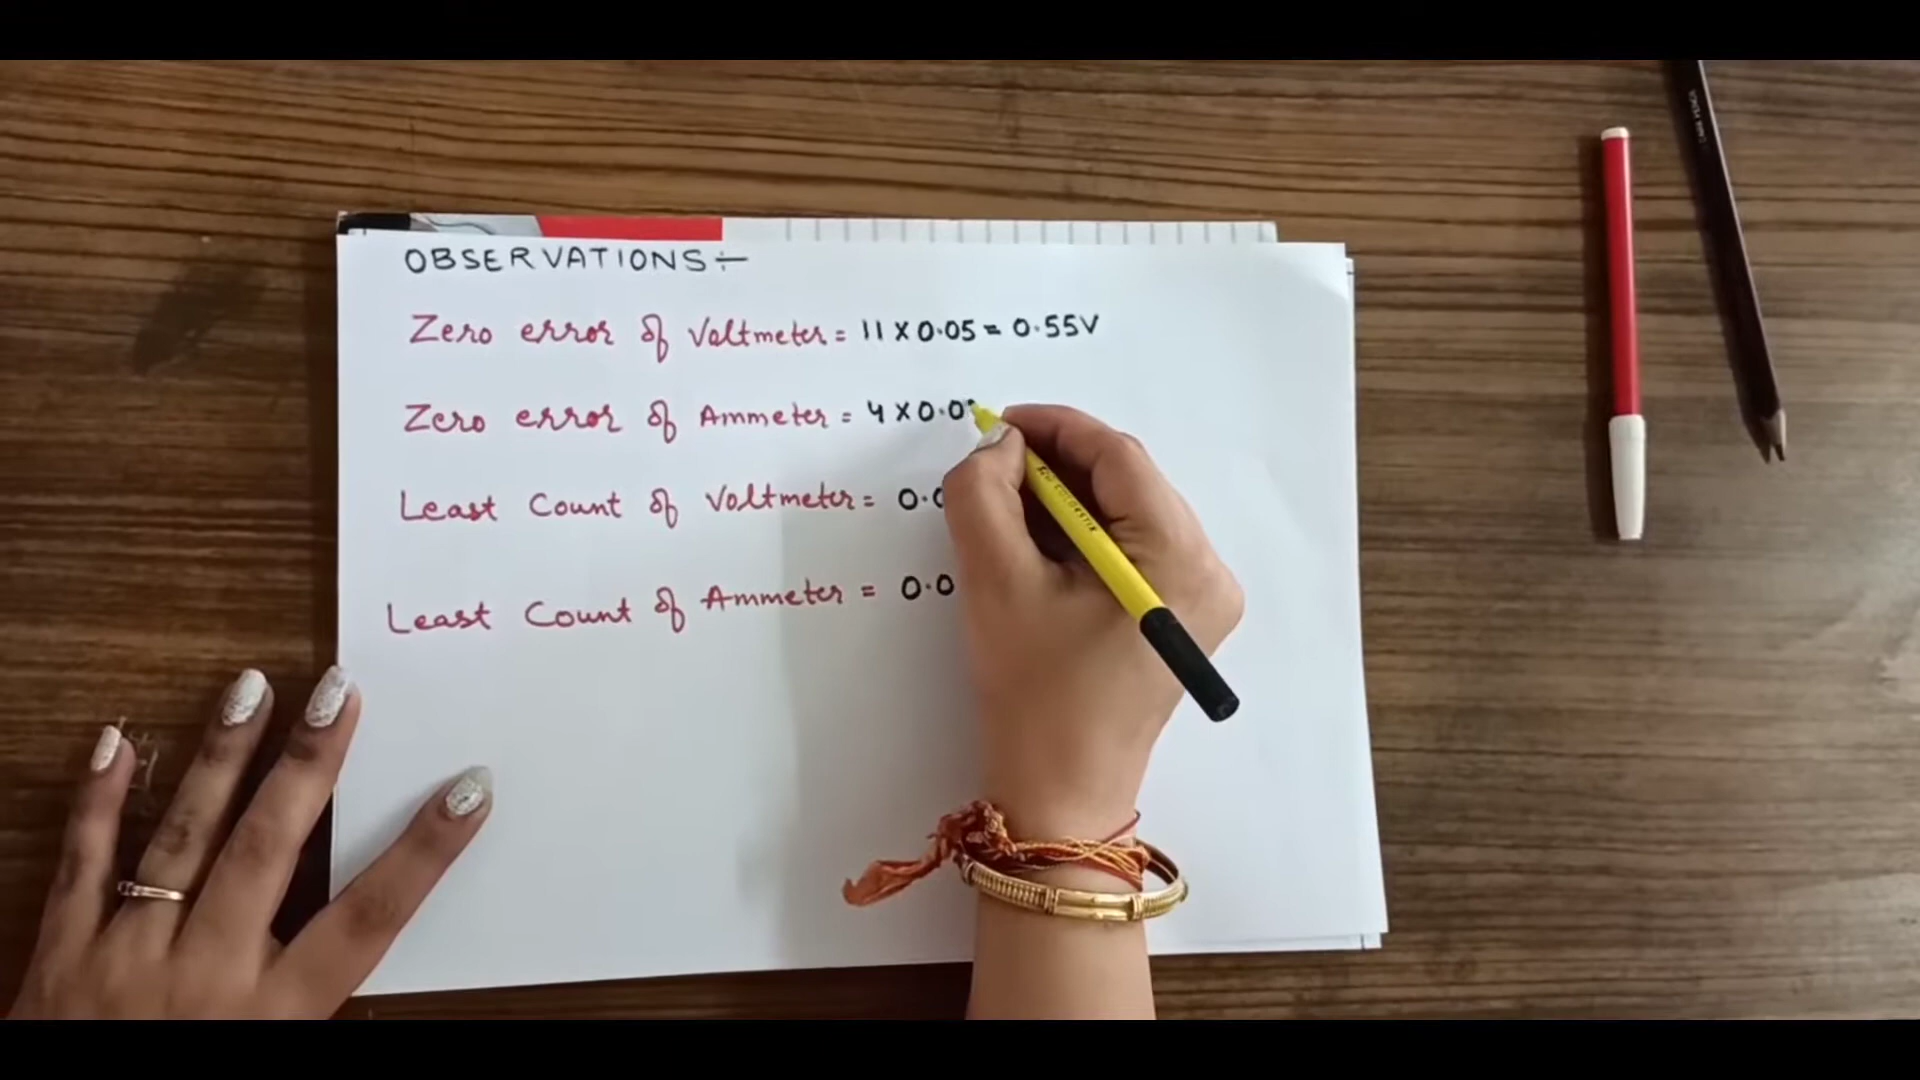 OBSERVATIONS:-
Zero error of Voltmeter = 11 X 0.05 = 0.55V
Zero error of Ammeter = 4 X 0.0
Least Count of Voltmeter = 0.0
Least Count of Ammeter = 0.0